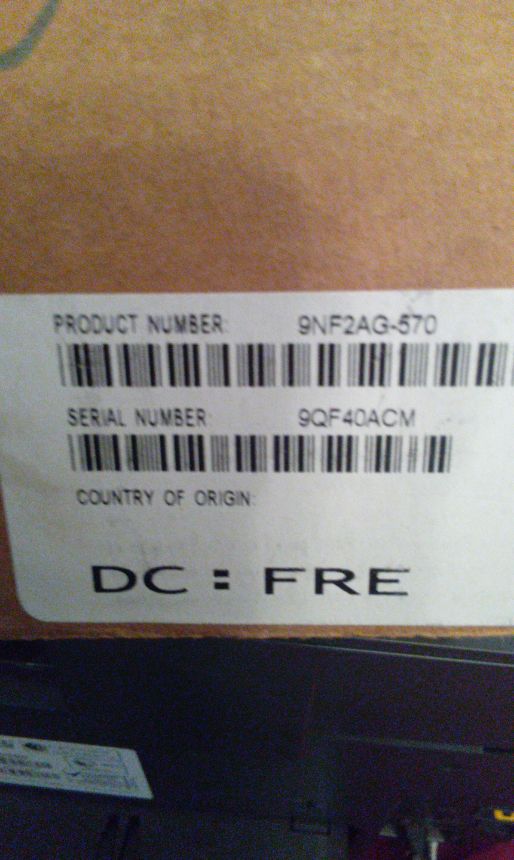 PRODUCT NUMBER: 9NF2AG-570
SERIAL NUMBER: 9QF40ACM
COUNTRY OF ORIGIN:
DC : FRE